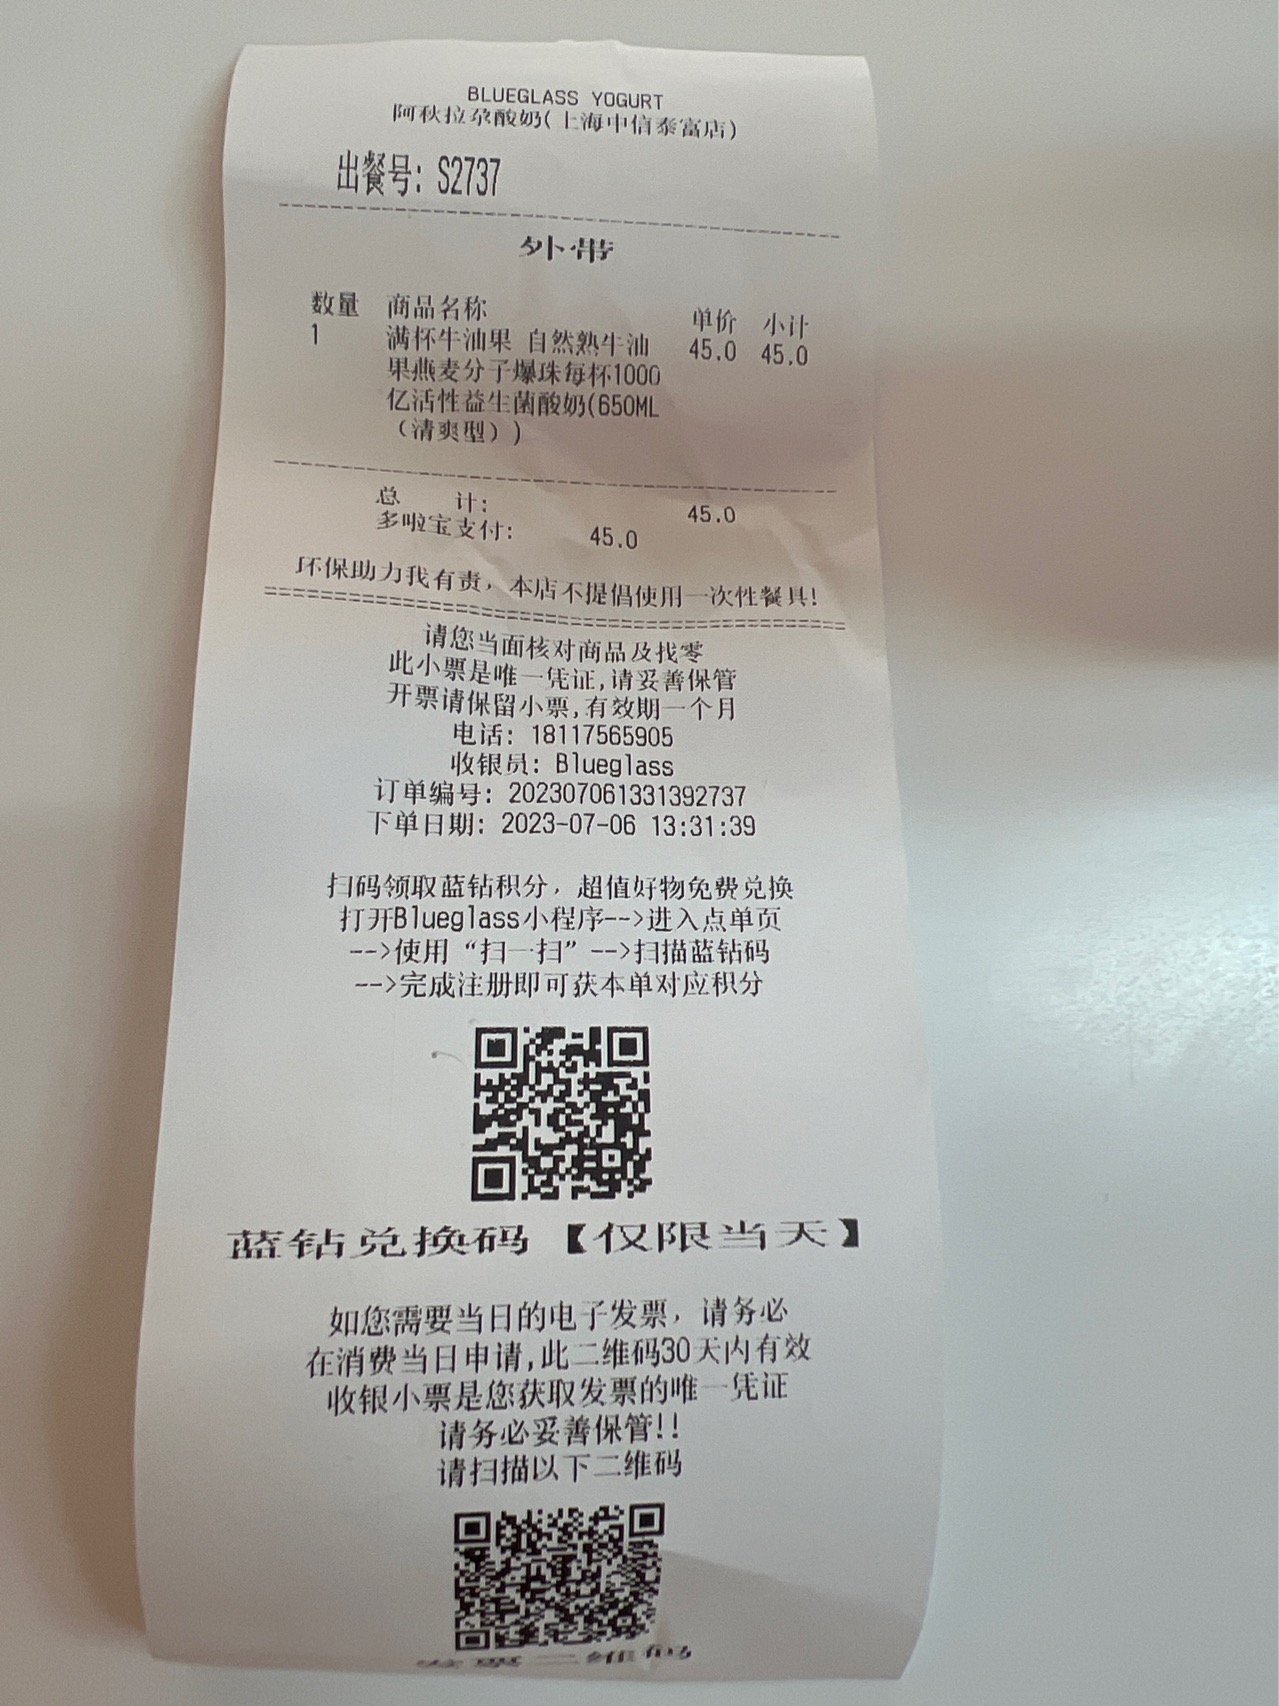 BLUEGLASS YOGURT
阿秋拉尕酸奶(上海中信泰富店)
出餐号: S2737
外带
数量 商品名称 单价 小计
1 满杯牛油果 自然熟牛油 45.0 45.0
果燕麦分子爆珠每杯1000
亿活性益生菌酸奶(650ML
(清爽型))
总 计: 45.0
多啦宝支付: 45.0
环保助力我有责，本店不提倡使用一次性餐具!
请您当面核对商品及找零
此小票是唯一凭证,请妥善保管
开票请保留小票,有效期一个月
电话: 18117565905
收银员: Blueglass
订单编号: 202307061331392737
下单日期: 2023-07-06 13:31:39
扫码领取蓝钻积分，超值好物免费兑换
打开Blueglass小程序-->进入点单页
-->使用“扫一扫”-->扫描蓝钻码
-->完成注册即可获本单对应积分
蓝钻兑换码【仅限当天】
如您需要当日的电子发票，请务必
在消费当日申请,此二维码30天内有效
收银小票是您获取发票的唯一凭证
请务必妥善保管!!
请扫描以下二维码
发票二维码